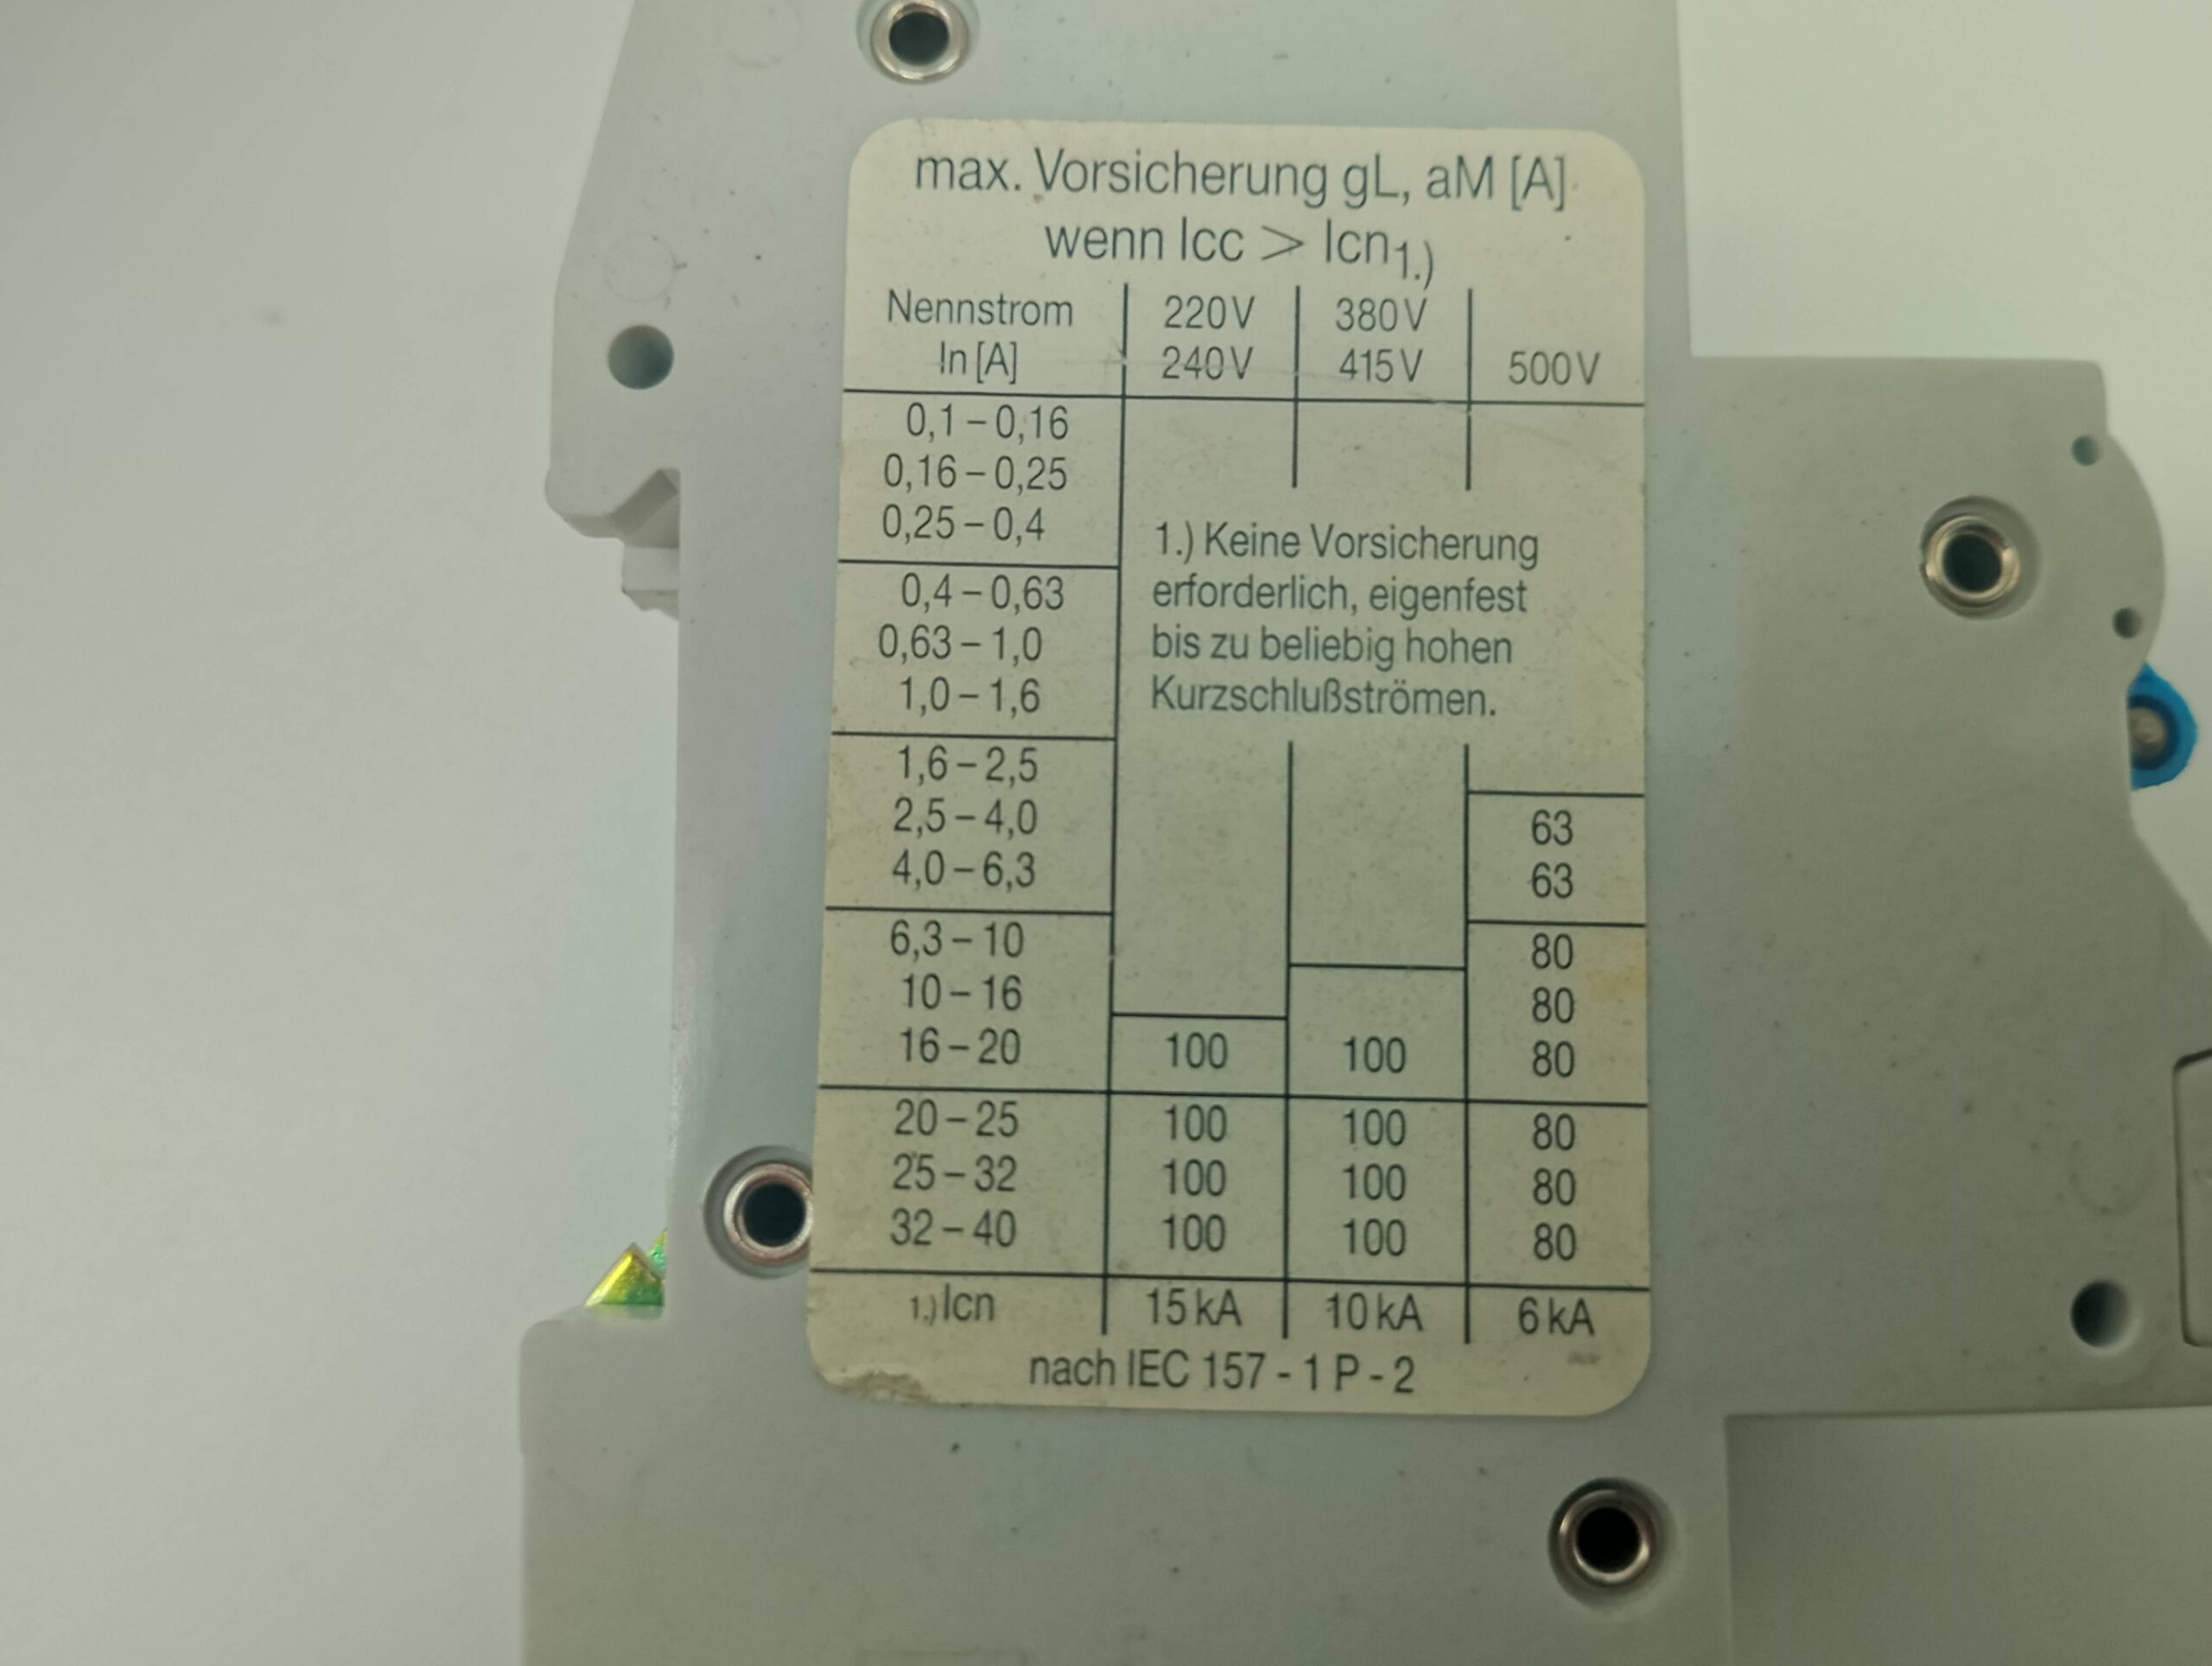 max. Vorsicherung gL, aM [A]
wenn Icc > Icn1.)
Nennstrom 220V 380V
In [A] 240V 415V 500V
0,1 – 0,16
0,16 – 0,25
0,25 – 0,4
1.) Keine Vorsicherung
0,4 – 0,63 erforderlich, eigenfest
0,63 – 1,0 bis zu beliebig hohen
1,0 – 1,6 Kurzschlußströmen.
1,6 – 2,5
2,5 – 4,0 63
4,0 – 6,3 63
6,3 – 10 80
10 – 16 80
16 – 20 100 100 80
20 – 25 100 100 80
25 – 32 100 100 80
32 – 40 100 100 80
1.) Icn 15 kA 10 kA 6 kA
nach IEC 157 - 1 P - 2